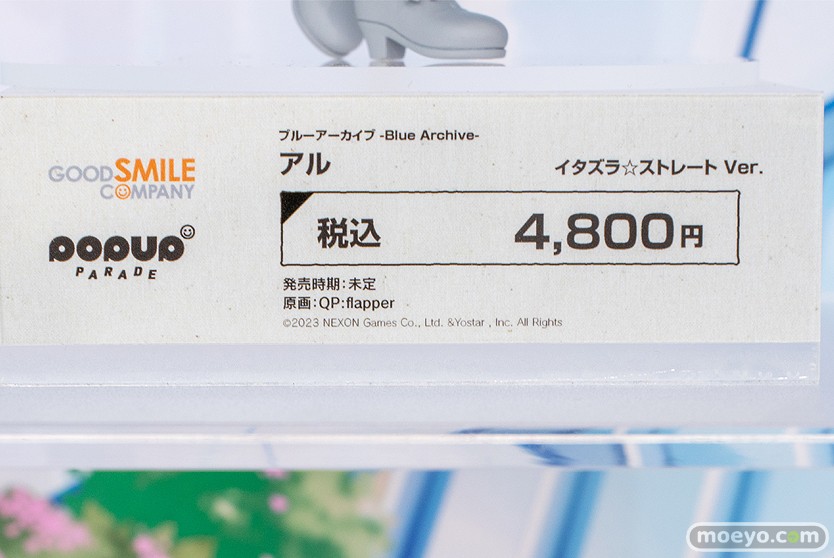 GOOD SMILE
COMPANY
POPUP
PARADE
ブルーアーカイブ -Blue Archive-
アル
イタズラ☆ストレート Ver.
税込 4,800円
発売時期:未定
原画:QP:flapper
©2023 NEXON Games Co., Ltd. &Yostar , Inc. All Rights
moeyo.com